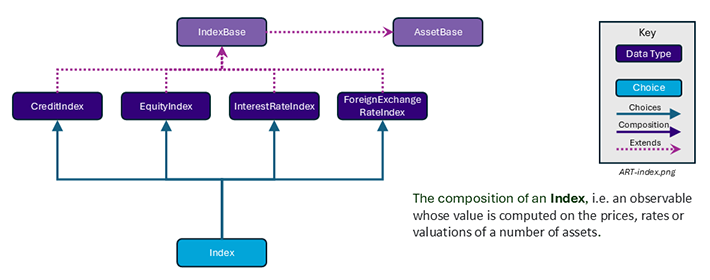 IndexBase
AssetBase
CreditIndex
EquityIndex
InterestRateIndex
ForeignExchange
RateIndex
Index
Key
Data Type
Choice
Choices
Composition
Extends
ART-index.png
The composition of an Index, i.e. an observable
whose value is computed on the prices, rates or
valuations of a number of assets.